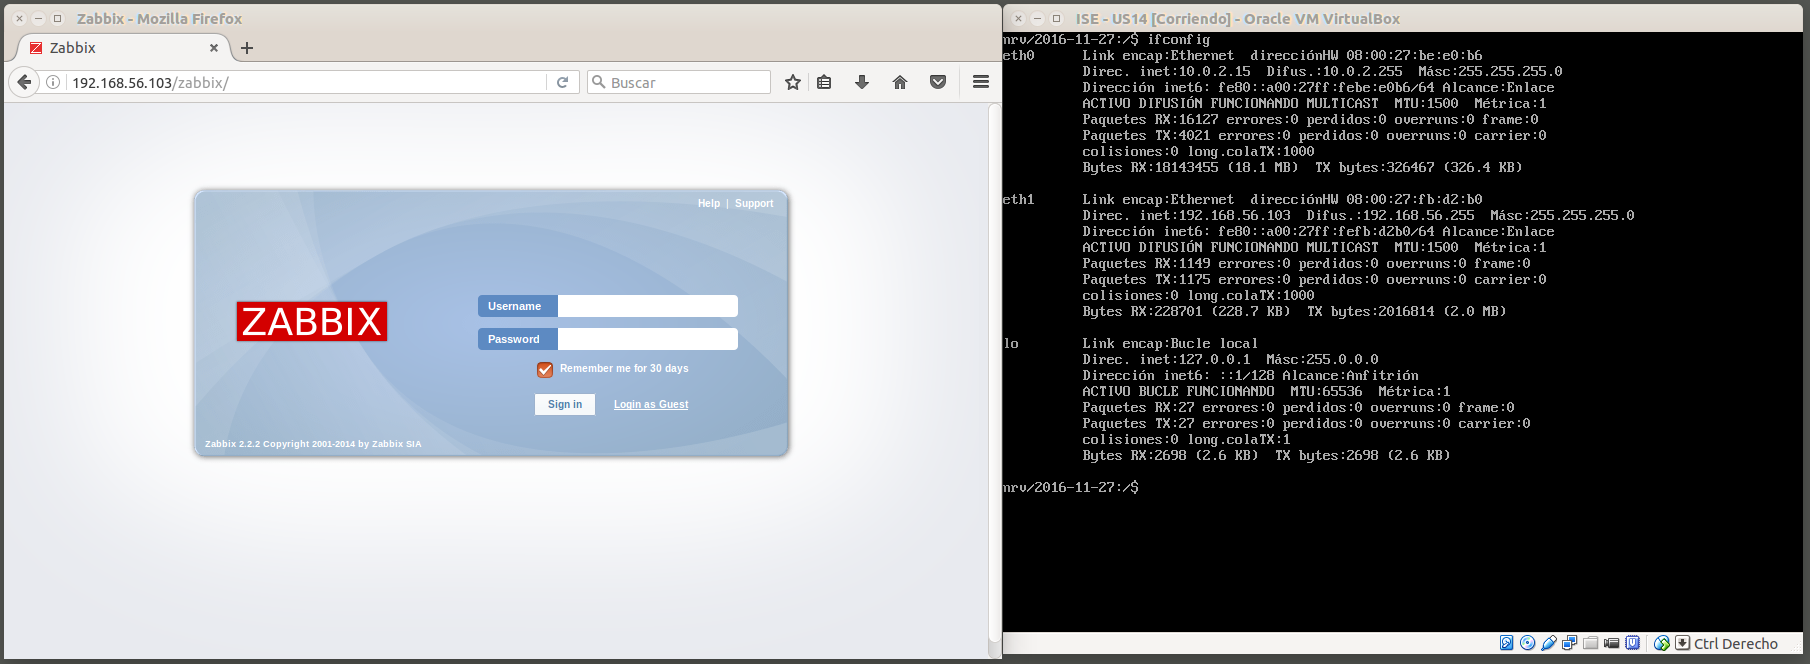 Zabbix - Mozilla Firefox
Zabbix
192.168.56.103/zabbix/
Buscar
Help | Support
ZABBIX
Username
Password
Remember me for 30 days
Sign in
Login as Guest
Zabbix 2.2.2 Copyright 2001-2014 by Zabbix SIA
ISE - US14 [Corriendo] - Oracle VM VirtualBox
mrv/2016-11-27:/$ ifconfig
eth0 Link encap:Ethernet direcciónHW 08:00:27:be:e0:b6
Direc. inet:10.0.2.15 Difus.:10.0.2.255 Másc:255.255.255.0
Dirección inet6: fe80::a00:27ff:febe:e0b6/64 Alcance:Enlace
ACTIVO DIFUSIÓN FUNCIONANDO MULTICAST MTU:1500 Métrica:1
Paquetes RX:16127 errores:0 perdidos:0 overruns:0 frame:0
Paquetes TX:4021 errores:0 perdidos:0 overruns:0 carrier:0
colisiones:0 long.colaTX:1000
Bytes RX:18143455 (18.1 MB) TX bytes:326467 (326.4 KB)
eth1 Link encap:Ethernet direcciónHW 08:00:27:fb:d2:b0
Direc. inet:192.168.56.103 Difus.:192.168.56.255 Másc:255.255.255.0
Dirección inet6: fe80::a00:27ff:fefb:d2b0/64 Alcance:Enlace
ACTIVO DIFUSIÓN FUNCIONANDO MULTICAST MTU:1500 Métrica:1
Paquetes RX:1149 errores:0 perdidos:0 overruns:0 frame:0
Paquetes TX:1175 errores:0 perdidos:0 overruns:0 carrier:0
colisiones:0 long.colaTX:1000
Bytes RX:228701 (228.7 KB) TX bytes:2016814 (2.0 MB)
lo Link encap:Bucle local
Direc. inet:127.0.0.1 Másc:255.0.0.0
Dirección inet6: ::1/128 Alcance:Anfitrión
ACTIVO BUCLE FUNCIONANDO MTU:65536 Métrica:1
Paquetes RX:27 errores:0 perdidos:0 overruns:0 frame:0
Paquetes TX:27 errores:0 perdidos:0 overruns:0 carrier:0
colisiones:0 long.colaTX:1
Bytes RX:2698 (2.6 KB) TX bytes:2698 (2.6 KB)
mrv/2016-11-27:/$
Ctrl Derecho